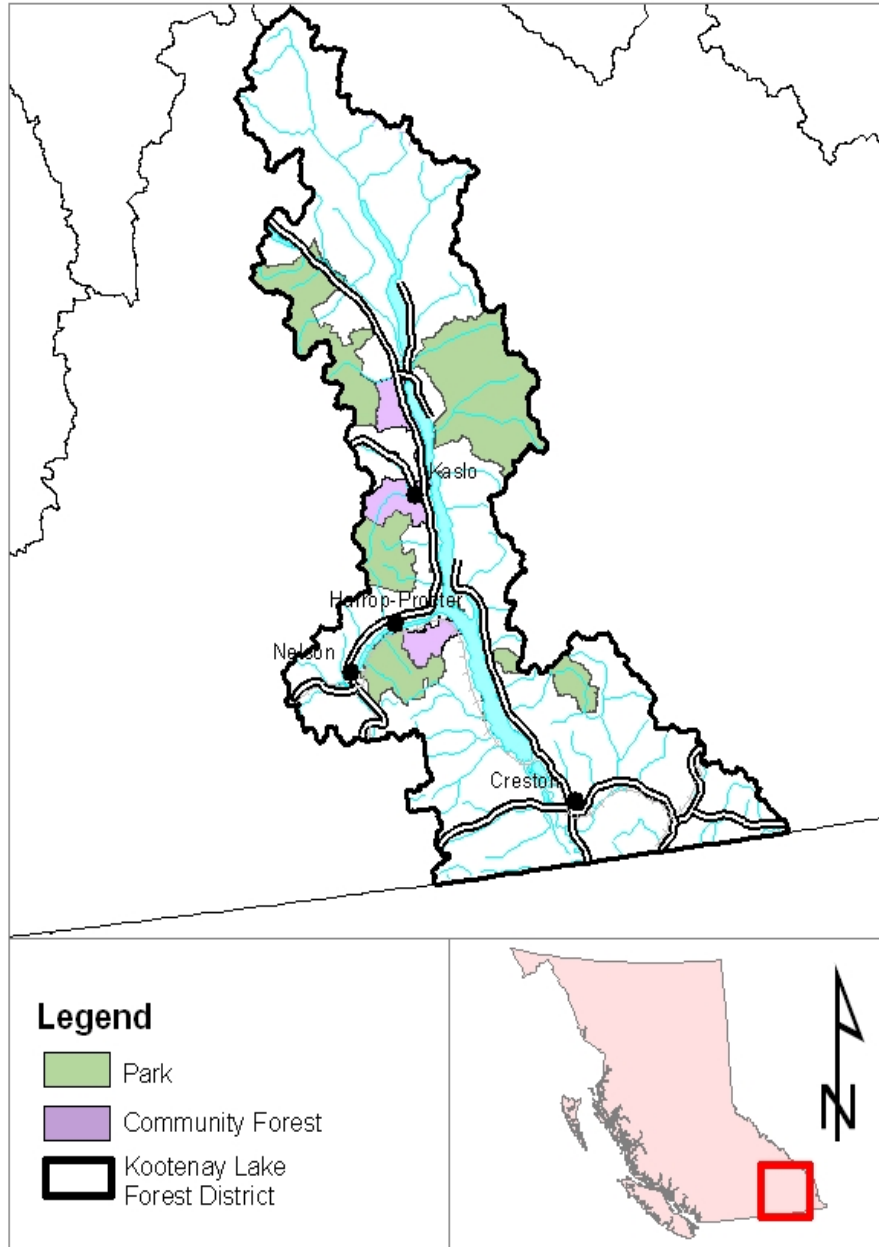 Kaslo
Harrop-Procter
Nelson
Creston
Legend
Park
Community Forest
Kootenay Lake
Forest District
N